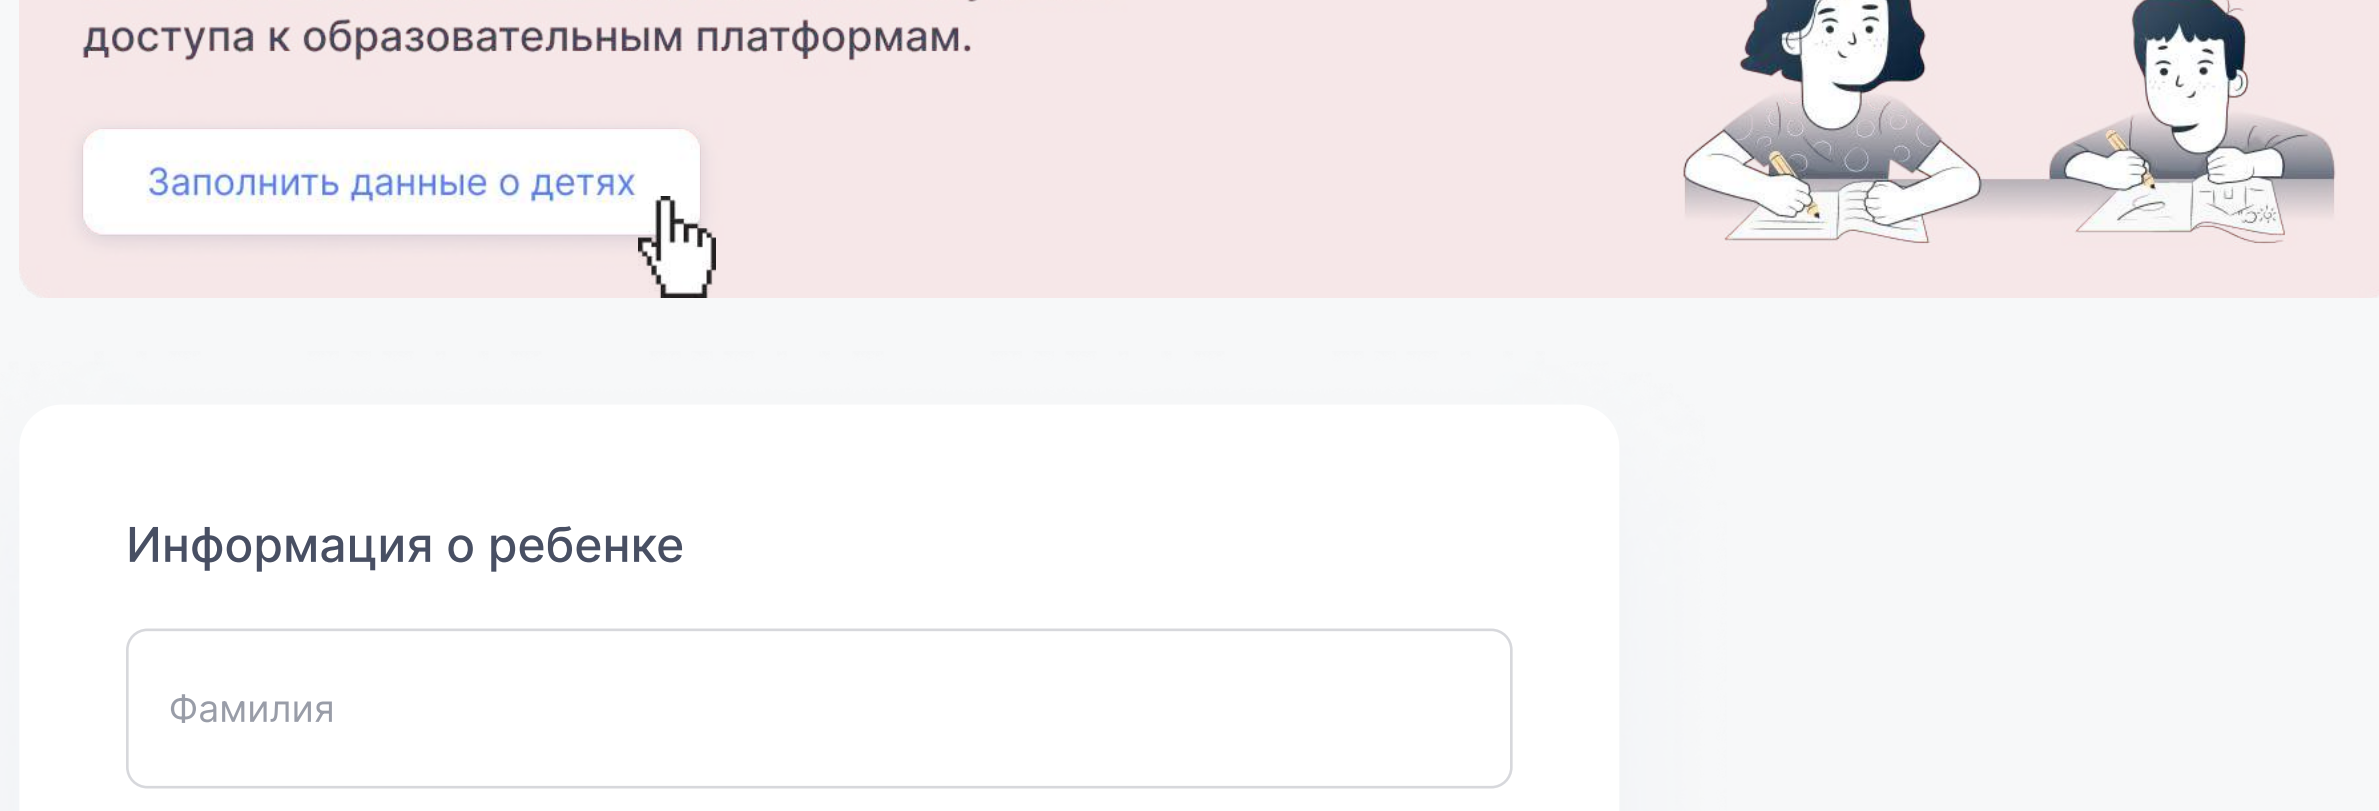 доступа к образовательным платформам.
Заполнить данные о детях
Информация о ребенке
Фамилия